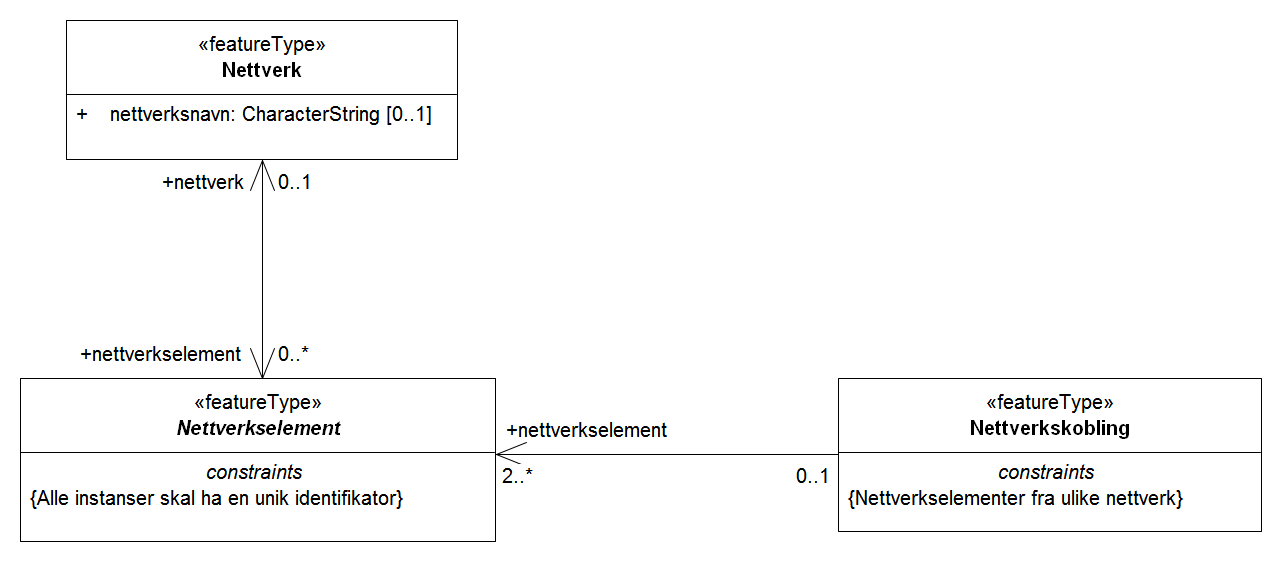 «featureType»
Nettverk
+ nettverksnavn: CharacterString [0..1]
+nettverk 0..1
+nettverkselement 0..*
«featureType»
Nettverkselement
constraints
{Alle instanser skal ha en unik identifikator}
+nettverkselement
2..*
0..1
«featureType»
Nettverkskobling
constraints
{Nettverkselementer fra ulike nettverk}